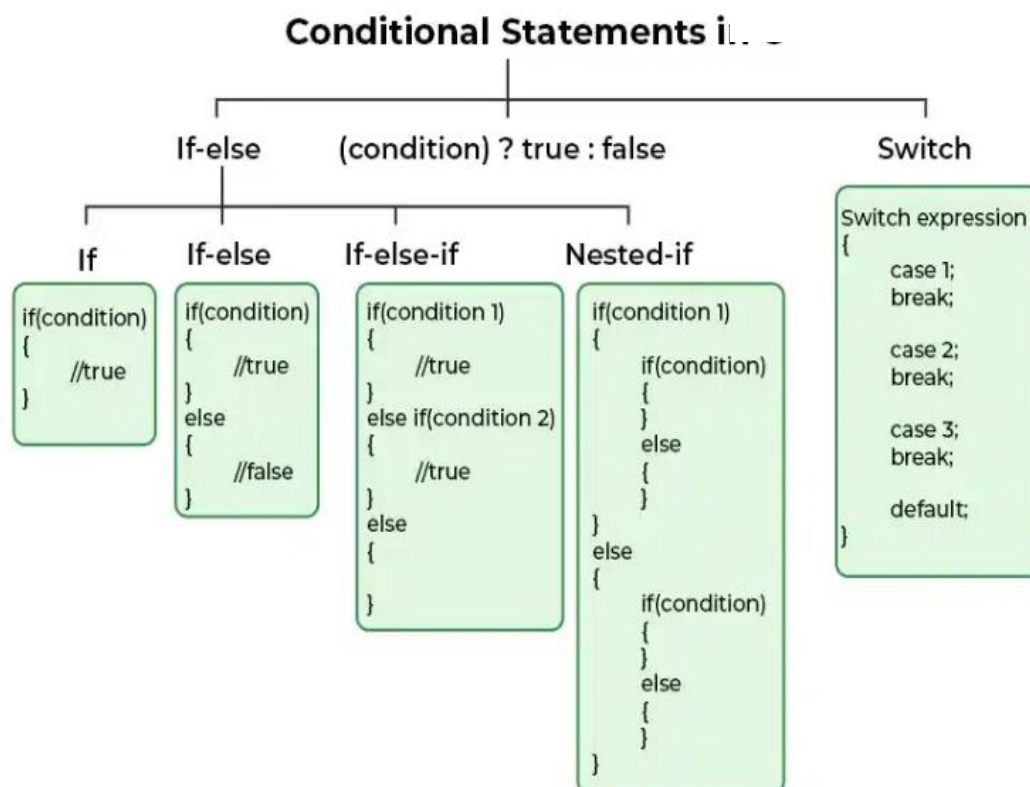 Conditional Statements
If-else
(condition) ? true : false
Switch
If
If-else
If-else-if
Nested-if
if(condition)
{
//true
}
if(condition)
{
//true
}
else
{
//false
}
if(condition 1)
{
//true
}
else if(condition 2)
{
//true
}
else
{
}
if(condition 1)
{
if(condition)
{
}
else
{
}
}
else
{
if(condition)
{
}
else
{
}
}
Switch expression
{
case 1;
break;
case 2;
break;
case 3;
break;
default;
}